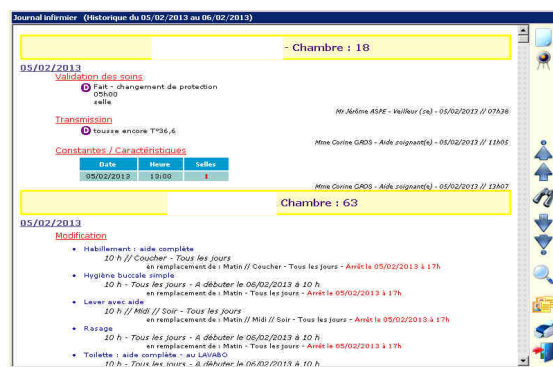 Journal infirmier (Historique du 05/02/2013 au 06/02/2013)
- Chambre : 18
05/02/2013
Validation des soins
D Fait - changement de protection
05h00
selle
Mr Jérôme ASPE - Veilleur (se) - 05/02/2013 // 07h36
Transmission
D tousse encore T°36,6
Mme Corine GROS - Aide soignant(e) - 05/02/2013 // 11h05
Constantes / Caractéristiques
Date Heure Selles
05/02/2013 13:00 1
Mme Corine GROS - Aide soignant(e) - 05/02/2013 // 13h07
Chambre : 63
05/02/2013
Modification
• Habillement : aide complète
10 h // Coucher - Tous les jours
en remplacement de : Matin // Coucher - Tous les jours - Arrêt le 05/02/2013 à 17h
• Hygiène buccale simple
10 h - Tous les jours - A débuter le 06/02/2013 à 10 h
en remplacement de : Matin - Tous les jours - Arrêt le 05/02/2013 à 17h
• Lever avec aide
10 h // Midi // Soir - Tous les jours
en remplacement de : Matin // Midi // Soir - Tous les jours - Arrêt le 05/02/2013 à 17h
• Rasage
10 h - Tous les jours - A débuter le 06/02/2013 à 10 h
en remplacement de : Matin - Tous les jours - Arrêt le 05/02/2013 à 17h
• Toilette : aide complète - au LAVABO
10 h - Tous les jours - A débuter le 06/02/2013 à 10 h